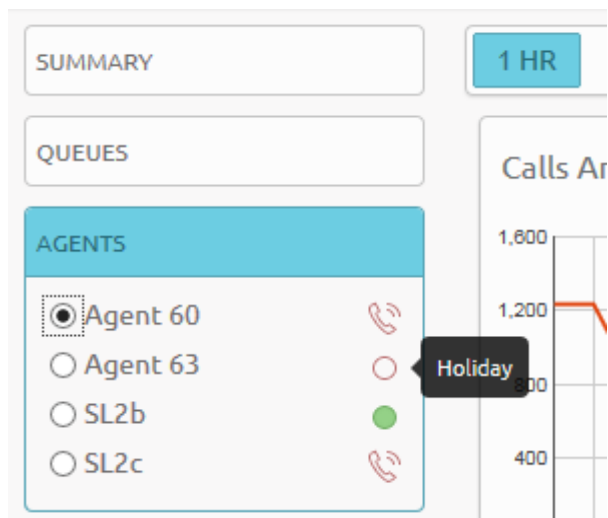 SUMMARY
1 HR
QUEUES
Calls
AGENTS
1,600
Agent 60
1,200
Agent 63
Holiday
800
SL2b
SL2c
400